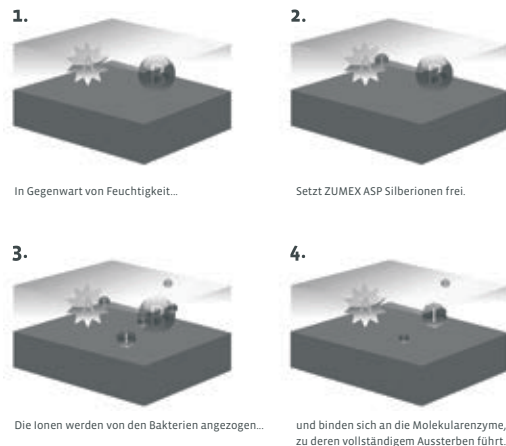 1.
In Gegenwart von Feuchtigkeit...
2.
Setzt ZUMEX ASP Silberionen frei.
3.
Die Ionen werden von den Bakterien angezogen...
4.
und binden sich an die Molekularenzyme,
zu deren vollständigem Aussterben führt.